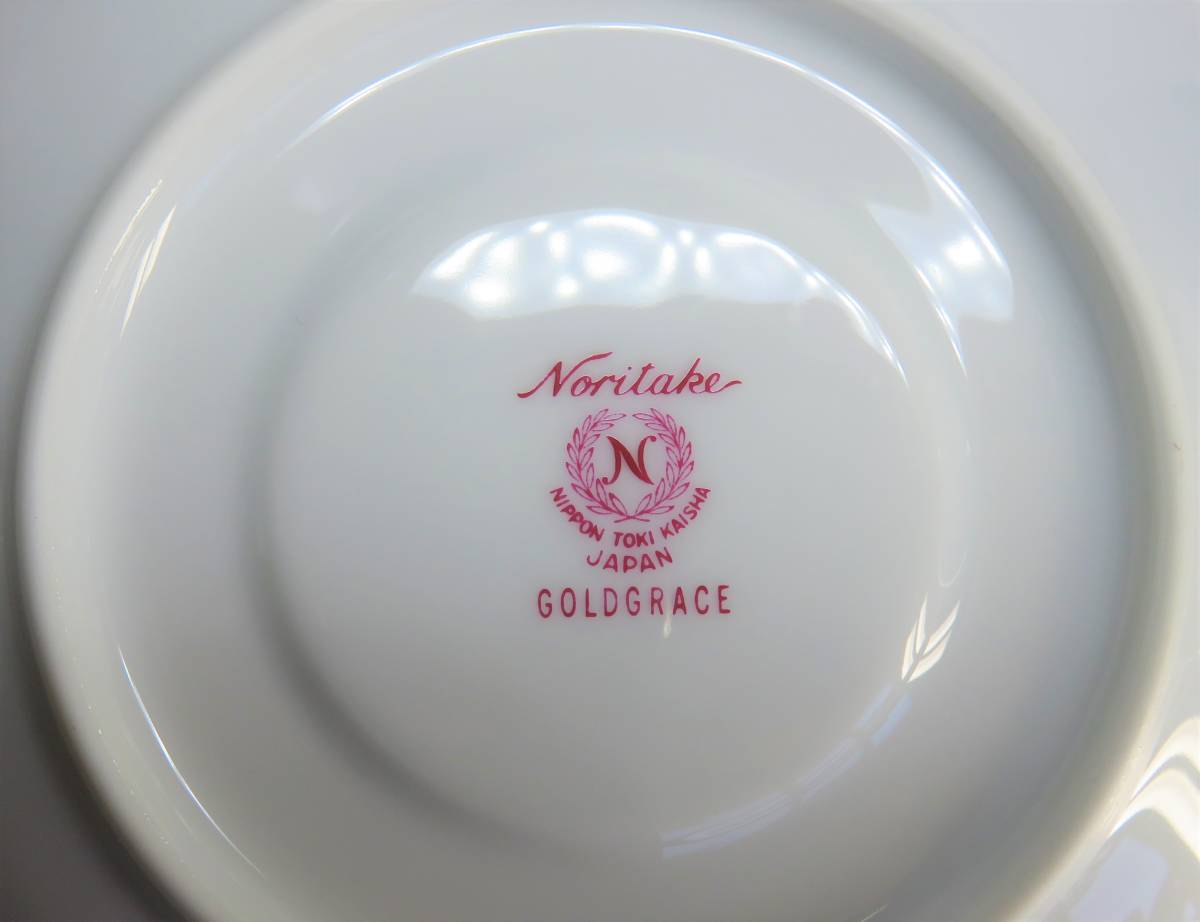 Noritake
N
NIPPON TOKI KAISHA
JAPAN
GOLDGRACE